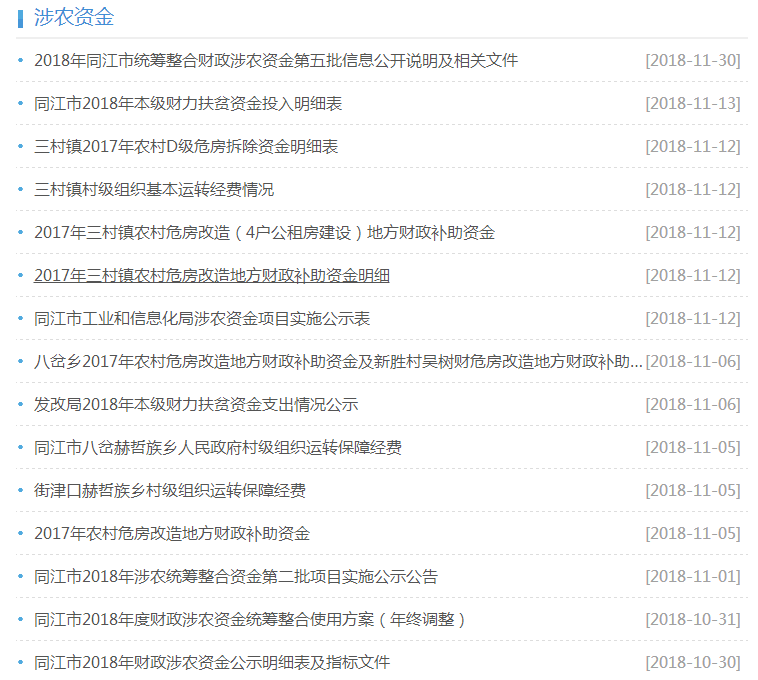 涉农资金
2018年同江市统筹整合财政涉农资金第五批信息公开说明及相关文件 [2018-11-30]
同江市2018年本级财力扶贫资金投入明细表 [2018-11-13]
三村镇2017年农村D级危房拆除资金明细表 [2018-11-12]
三村镇村级组织基本运转经费情况 [2018-11-12]
2017年三村镇农村危房改造（4户公租房建设）地方财政补助资金 [2018-11-12]
2017年三村镇农村危房改造地方财政补助资金明细 [2018-11-12]
同江市工业和信息化局涉农资金项目实施公示表 [2018-11-12]
八岔乡2017年农村危房改造地方财政补助资金及新胜村吴树财危房改造地方财政补助... [2018-11-06]
发改局2018年本级财力扶贫资金支出情况公示 [2018-11-06]
同江市八岔赫哲族乡人民政府村级组织运转保障经费 [2018-11-05]
街津口赫哲族乡村级组织运转保障经费 [2018-11-05]
2017年农村危房改造地方财政补助资金 [2018-11-05]
同江市2018年涉农统筹整合资金第二批项目实施公示公告 [2018-11-01]
同江市2018年度财政涉农资金统筹整合使用方案（年终调整） [2018-10-31]
同江市2018年财政涉农资金公示明细表及指标文件 [2018-10-30]